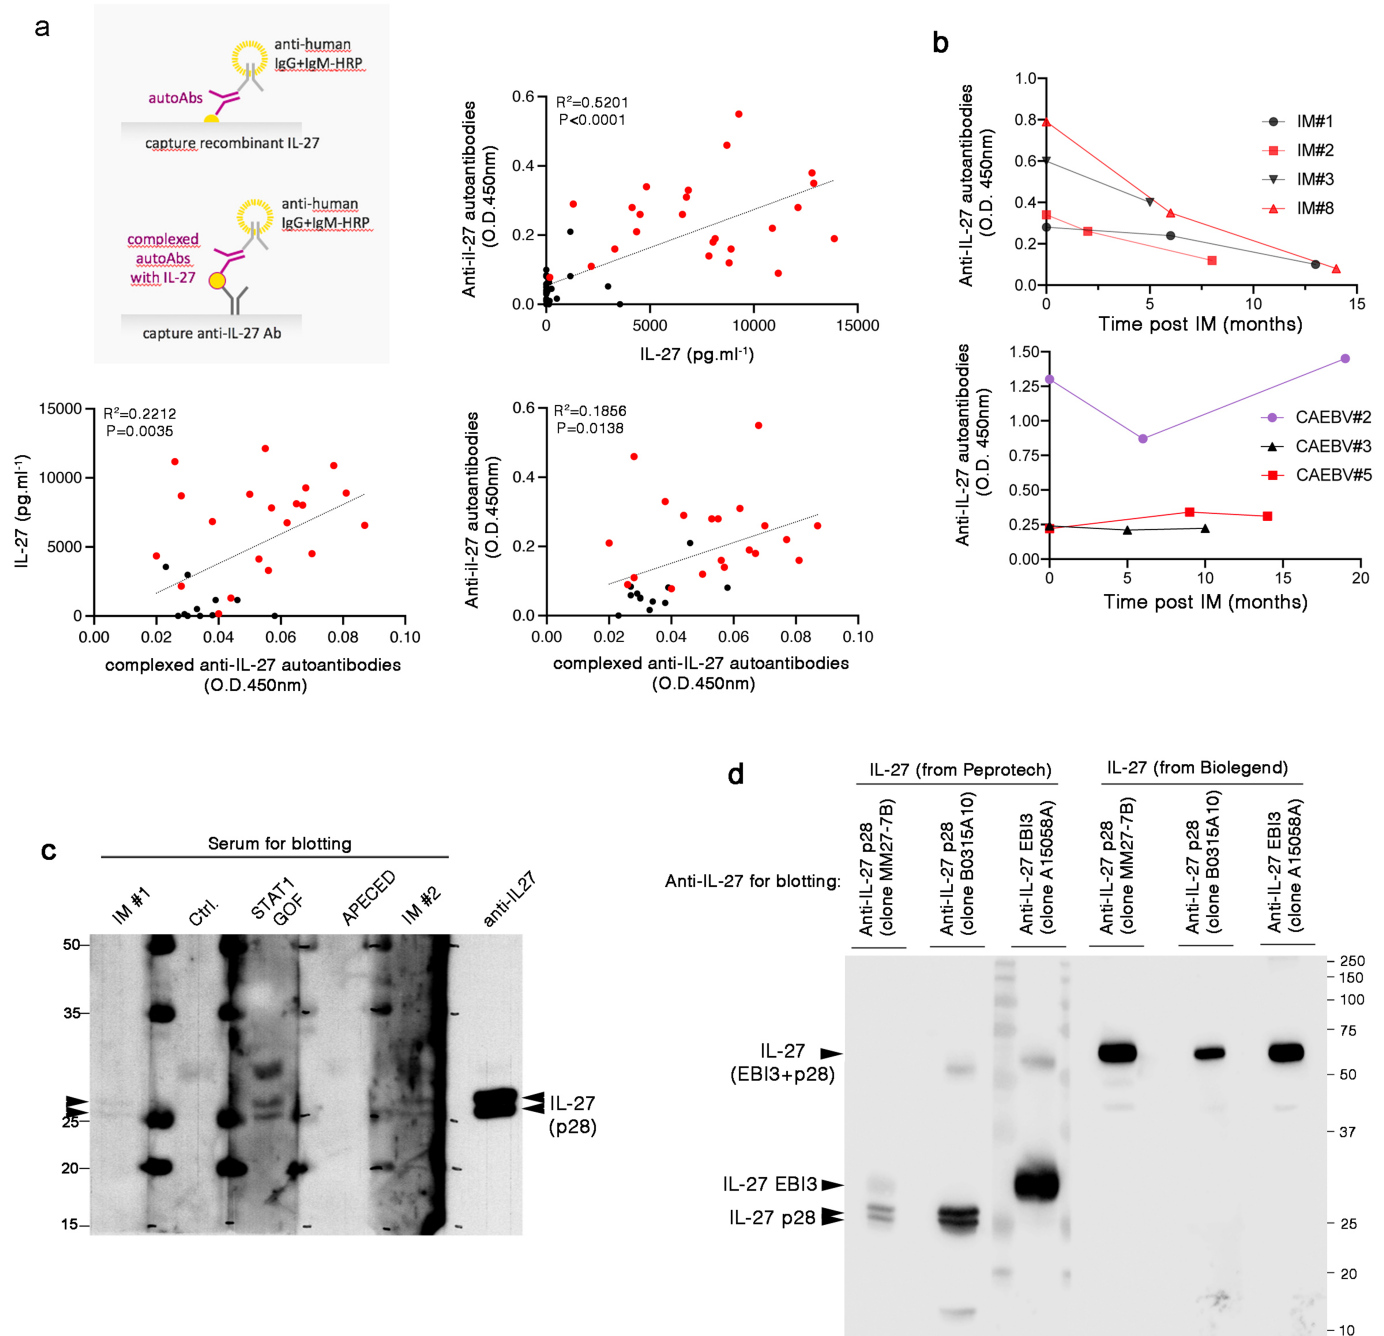 a
anti-human
IgG+IgM-HRP
autoAbs
capture recombinant IL-27
anti-human
IgG+IgM-HRP
complexed
autoAbs
with IL-27
capture anti-IL-27 Ab
Anti-il-27 autoantibodies
(O.D. 450nm)
0.6
0.4
0.2
0.0
R²=0.5201
P<0.0001
0
5000
10000
15000
IL-27 (pg.ml⁻¹)
IL-27 (pg.ml⁻¹)
15000
10000
5000
0
R²=0.2212
P=0.0035
0.00
0.02
0.04
0.06
0.08
0.10
complexed anti-IL-27 autoantibodies
(O.D.450nm)
Anti-il-27 autoantibodies
(O.D.450nm)
0.6
0.4
0.2
0.0
R²=0.1856
P=0.0138
0.00
0.02
0.04
0.06
0.08
0.10
complexed anti-IL-27 autoantibodies
(O.D.450nm)
b
Anti-IL-27 autoantibodies
(O.D. 450nm)
1.0
0.8
0.6
0.4
0.2
0.0
IM#1
IM#2
IM#3
IM#8
0
5
10
15
Time post IM (months)
Anti-IL-27 autoantibodies
(O.D. 450nm)
1.50
1.25
1.00
0.75
0.50
0.25
0.00
CAEBV#2
CAEBV#3
CAEBV#5
0
5
10
15
20
Time post IM (months)
c
Serum for blotting
IM #1
Ctrl.
STAT1
GOF
APECED
IM #2
anti-IL27
50
35
25
20
15
IL-27
(p28)
d
IL-27 (from Peprotech)
IL-27 (from Biolegend)
Anti-IL-27 for blotting:
Anti-IL-27 p28
(clone MM27-7B)
Anti-IL-27 p28
(clone B0315A10)
Anti-IL-27 EBI3
(clone A15058A)
Anti-IL-27 p28
(clone MM27-7B)
Anti-IL-27 p28
(clone B0315A10)
Anti-IL-27 EBI3
(clone A15058A)
IL-27
(EBI3+p28)
IL-27 EBI3
IL-27 p28
250
150
100
75
50
37
25
20
10